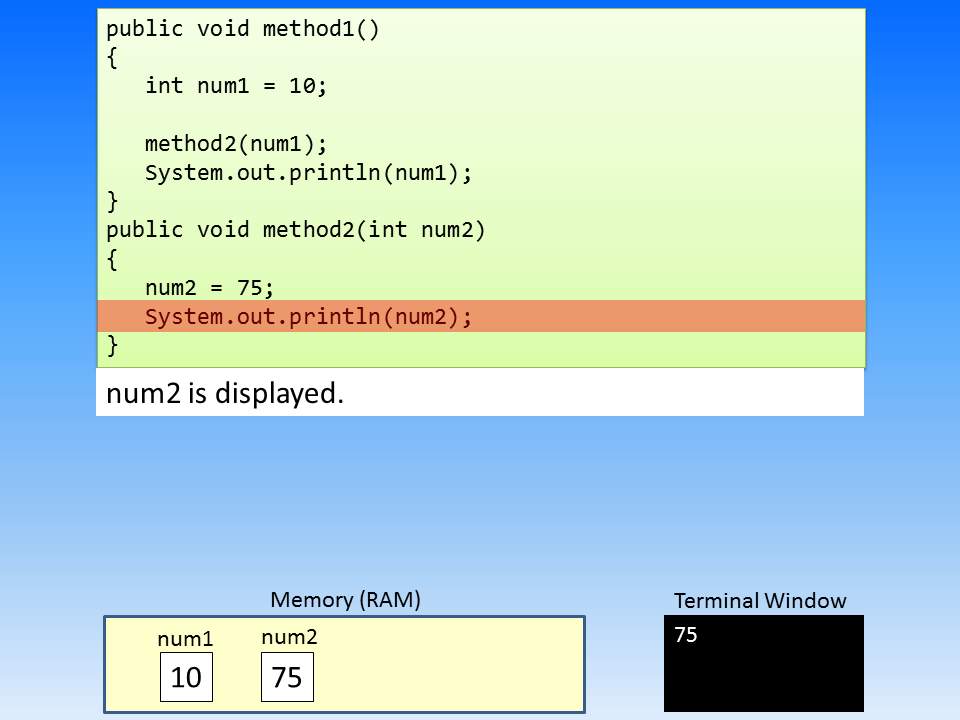 public void method1()
{
   int num1 = 10;

   method2(num1);
   System.out.println(num1);
}
public void method2(int num2)
{
   num2 = 75;
   System.out.println(num2);
}
num2 is displayed.
Memory (RAM)
Terminal Window
num1
num2
75
10
75